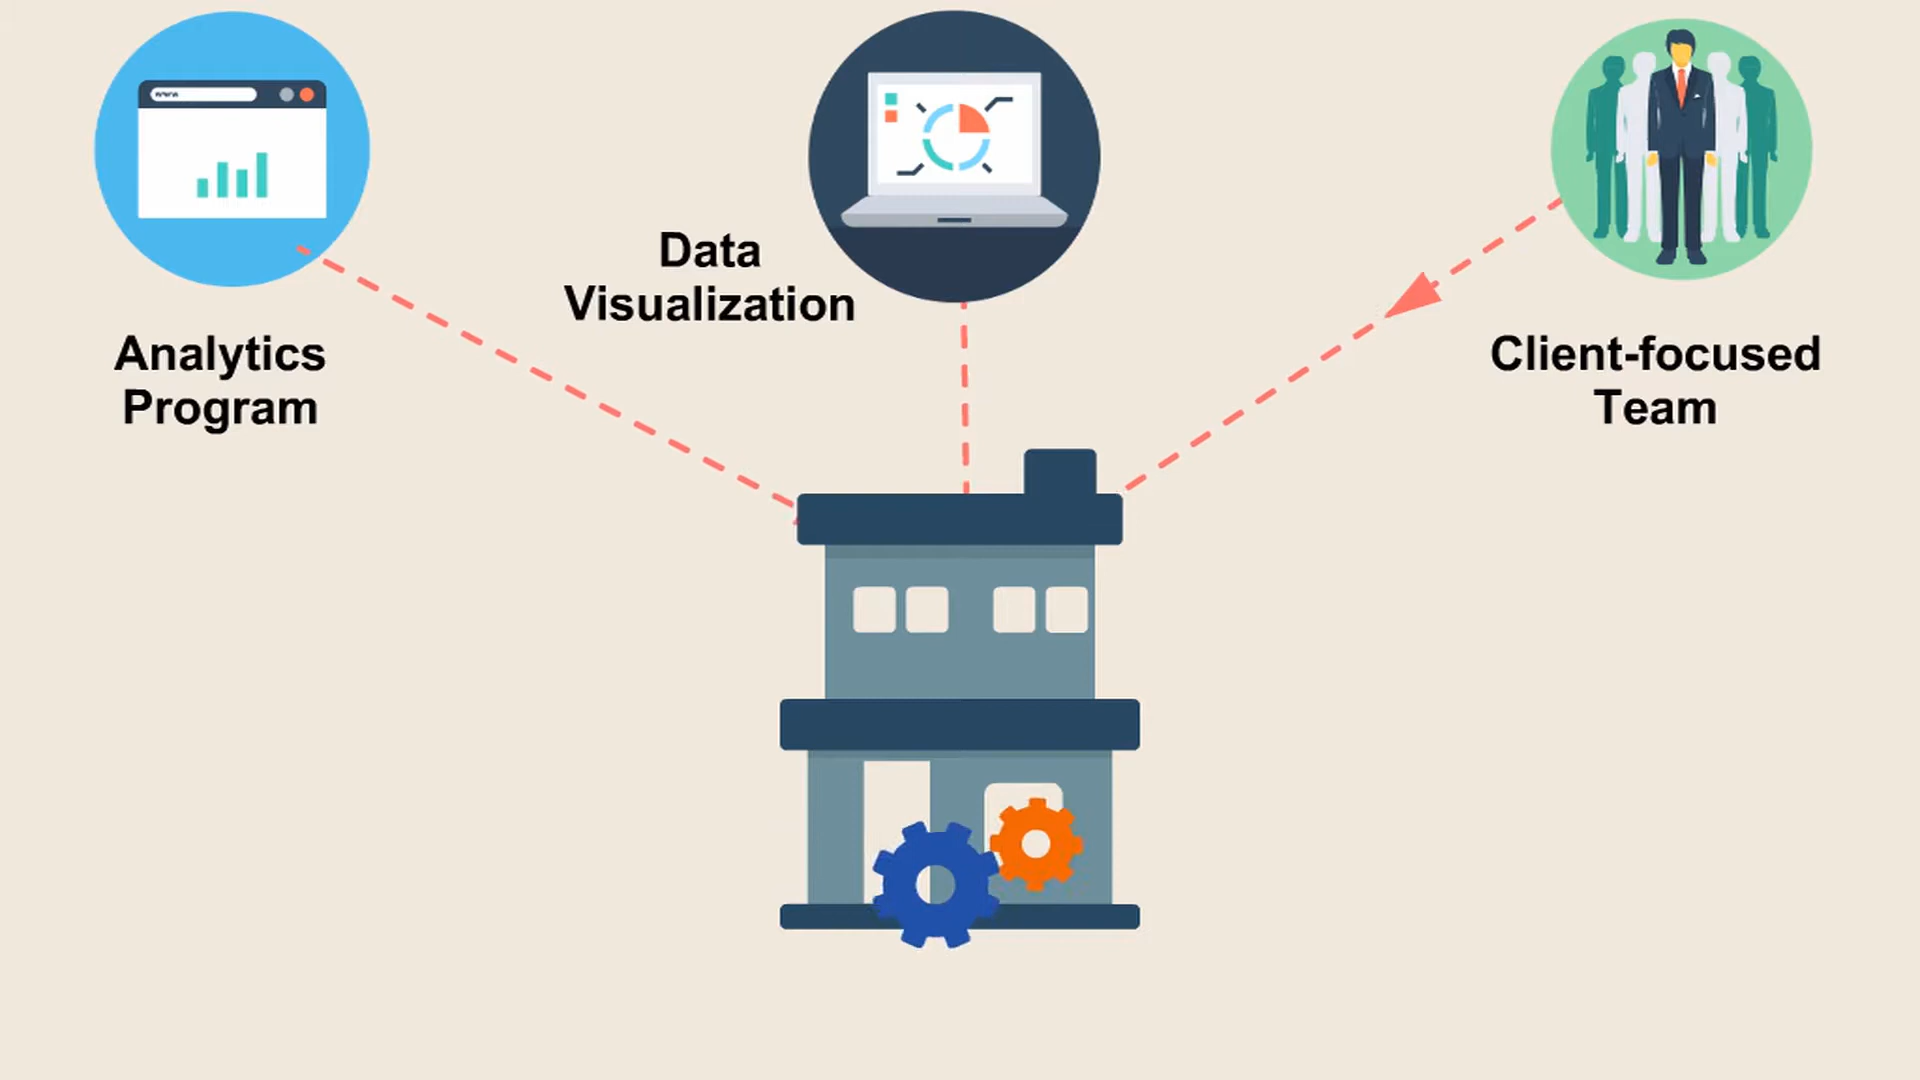 Data
Visualization
Analytics
Program
Client-focused
Team